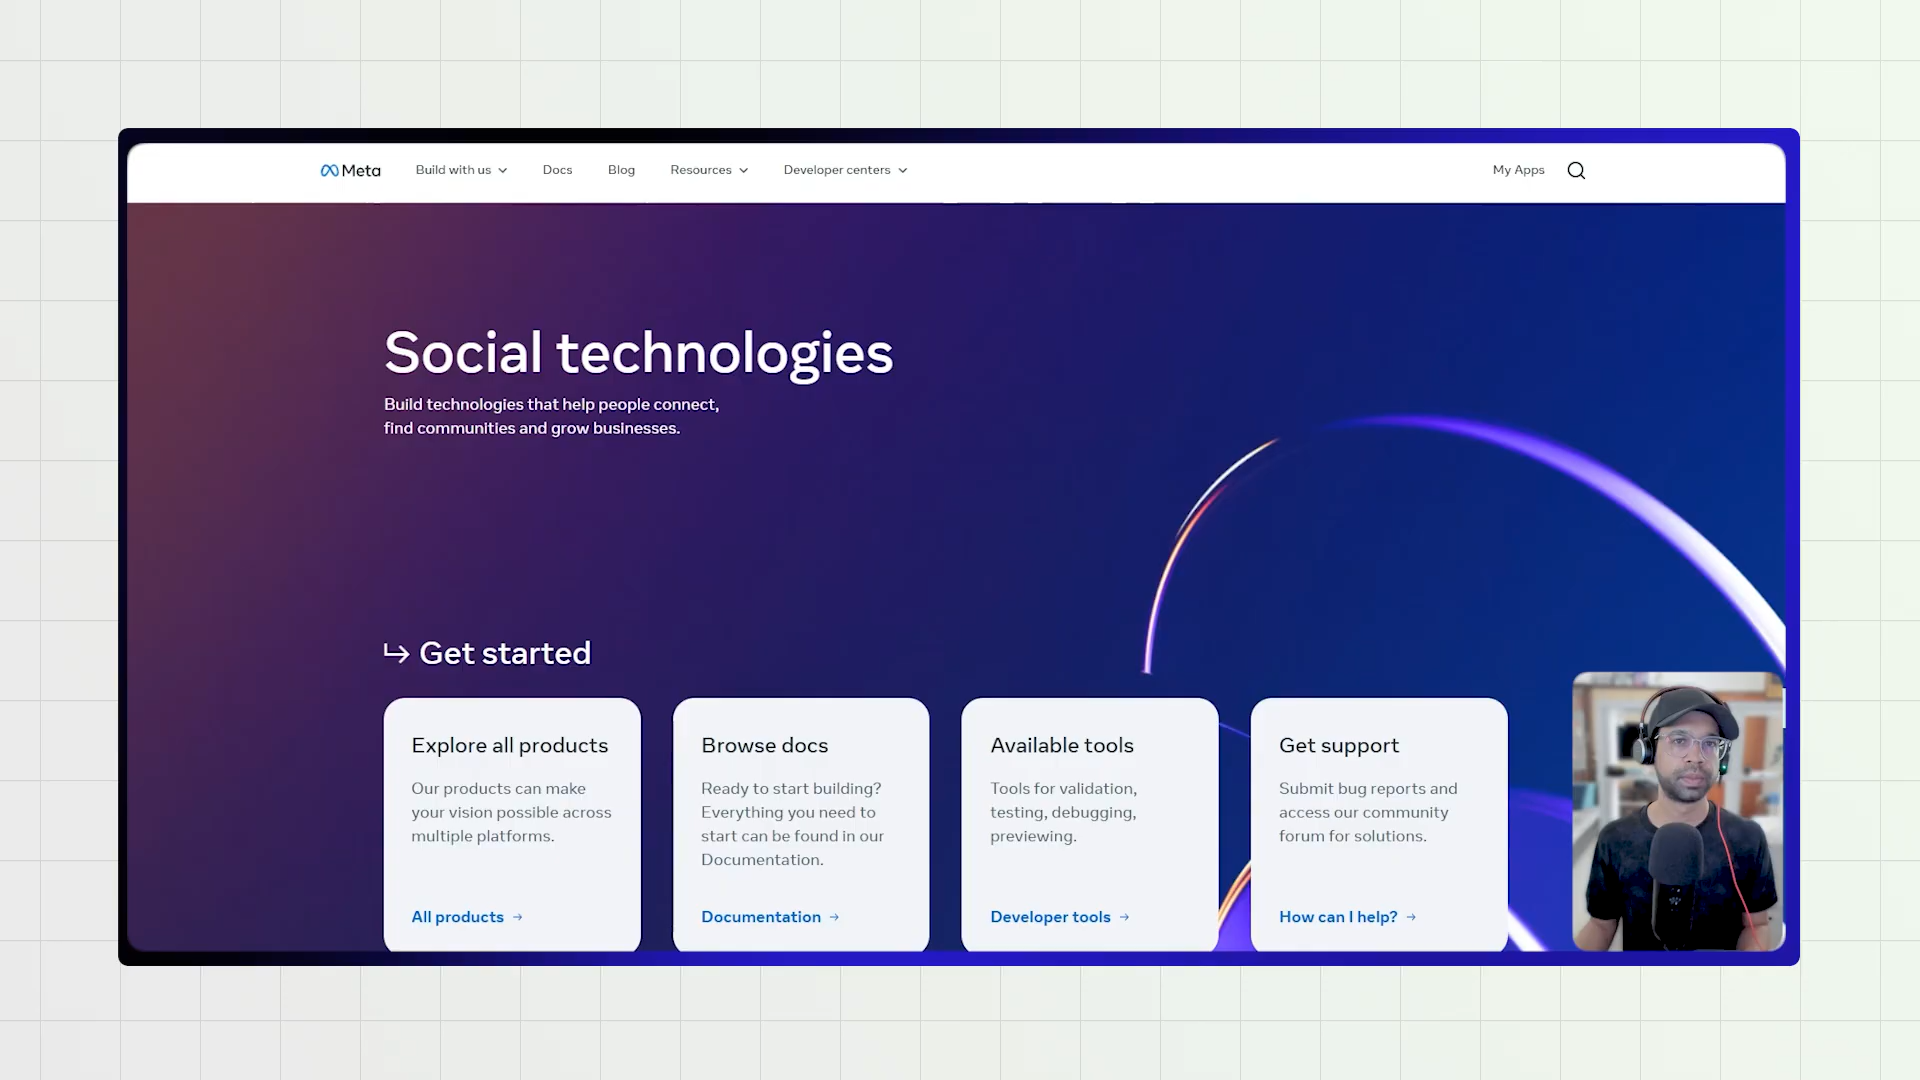 Meta
Build with us
Docs
Blog
Resources
Developer centers
My Apps
Social technologies
Build technologies that help people connect,
find communities and grow businesses.
Get started
Explore all products
Our products can make
your vision possible across
multiple platforms.
All products →
Browse docs
Ready to start building?
Everything you need to
start can be found in our
Documentation.
Documentation →
Available tools
Tools for validation,
testing, debugging,
previewing.
Developer tools →
Get support
Submit bug reports and
access our community
forum for solutions.
How can I help? →